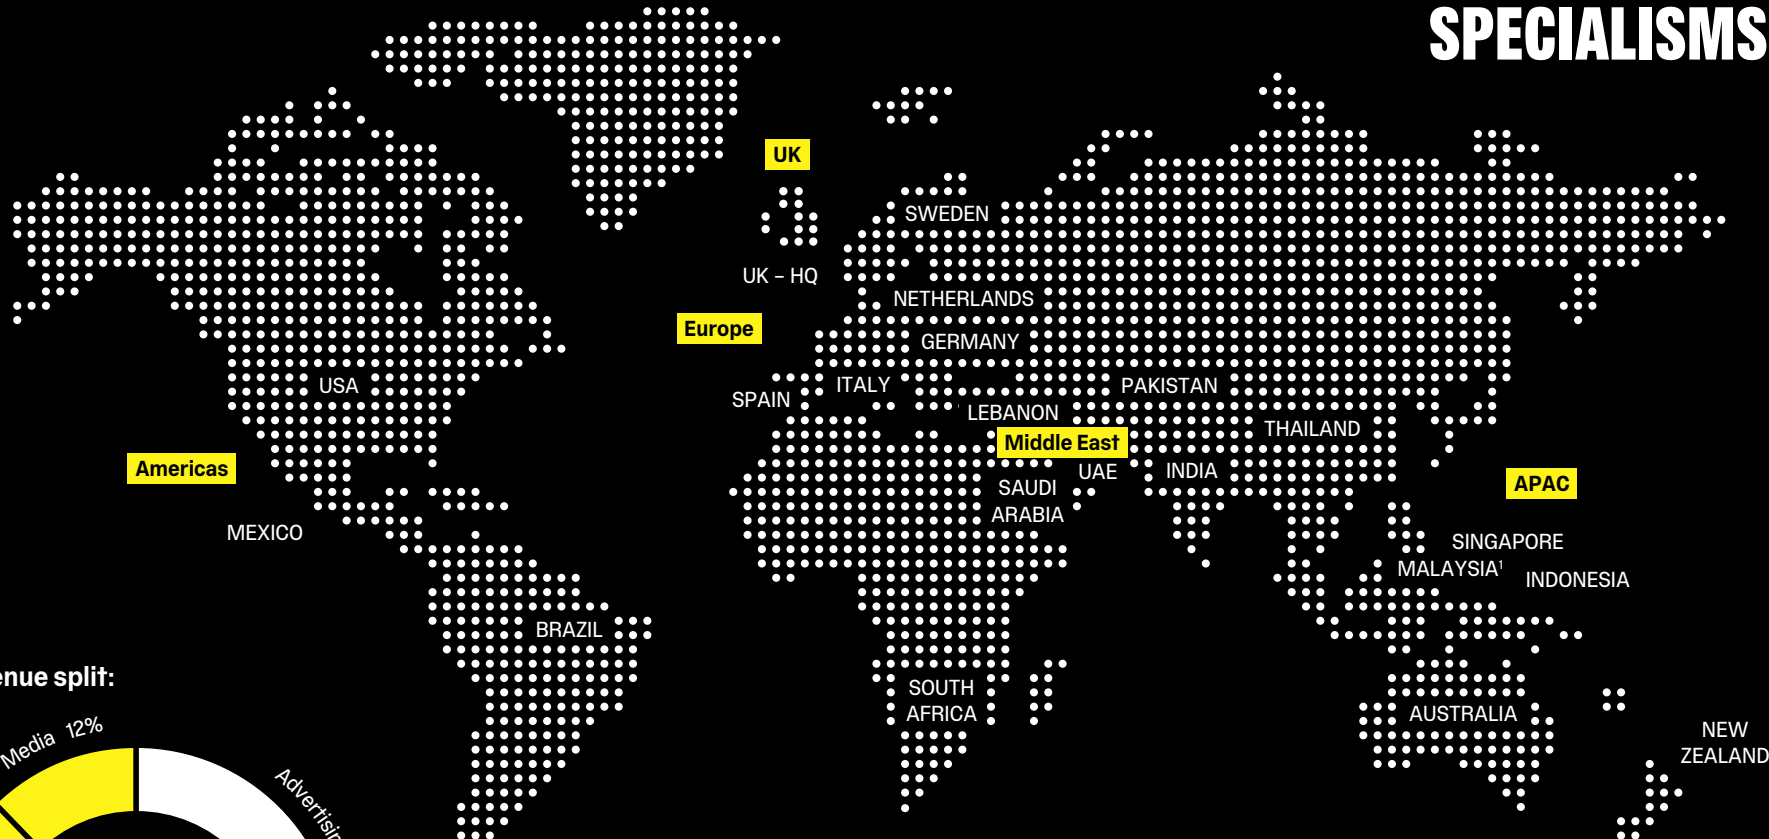 SPECIALISMS
UK
SWEDEN
UK – HQ
NETHERLANDS
Europe
GERMANY
USA
SPAIN
ITALY
PAKISTAN
LEBANON
THAILAND
Middle East
Americas
UAE
INDIA
APAC
SAUDI
ARABIA
MEXICO
SINGAPORE
MALAYSIA¹
INDONESIA
BRAZIL
split:
SOUTH
AFRICA
AUSTRALIA
NEW
ZEALAND
Media 12%